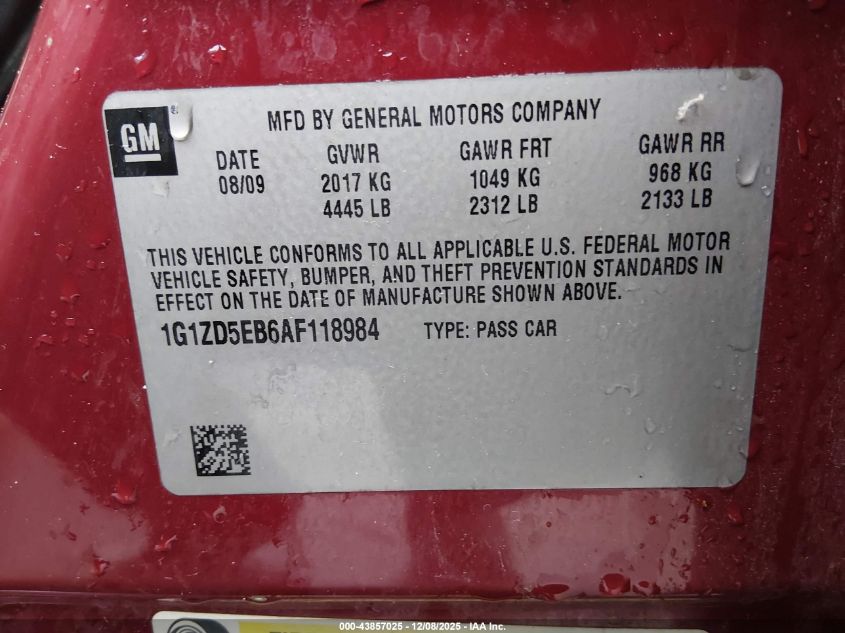 GM
MFD BY GENERAL MOTORS COMPANY
DATE GVWR GAWR FRT GAWR RR
08/09 2017 KG 1049 KG 968 KG
4445 LB 2312 LB 2133 LB
THIS VEHICLE CONFORMS TO ALL APPLICABLE U.S. FEDERAL MOTOR
VEHICLE SAFETY, BUMPER, AND THEFT PREVENTION STANDARDS IN
EFFECT ON THE DATE OF MANUFACTURE SHOWN ABOVE.
1G1ZD5EB6AF118984 TYPE: PASS CAR
000-43857025 - 12/08/2025 - IAA Inc.